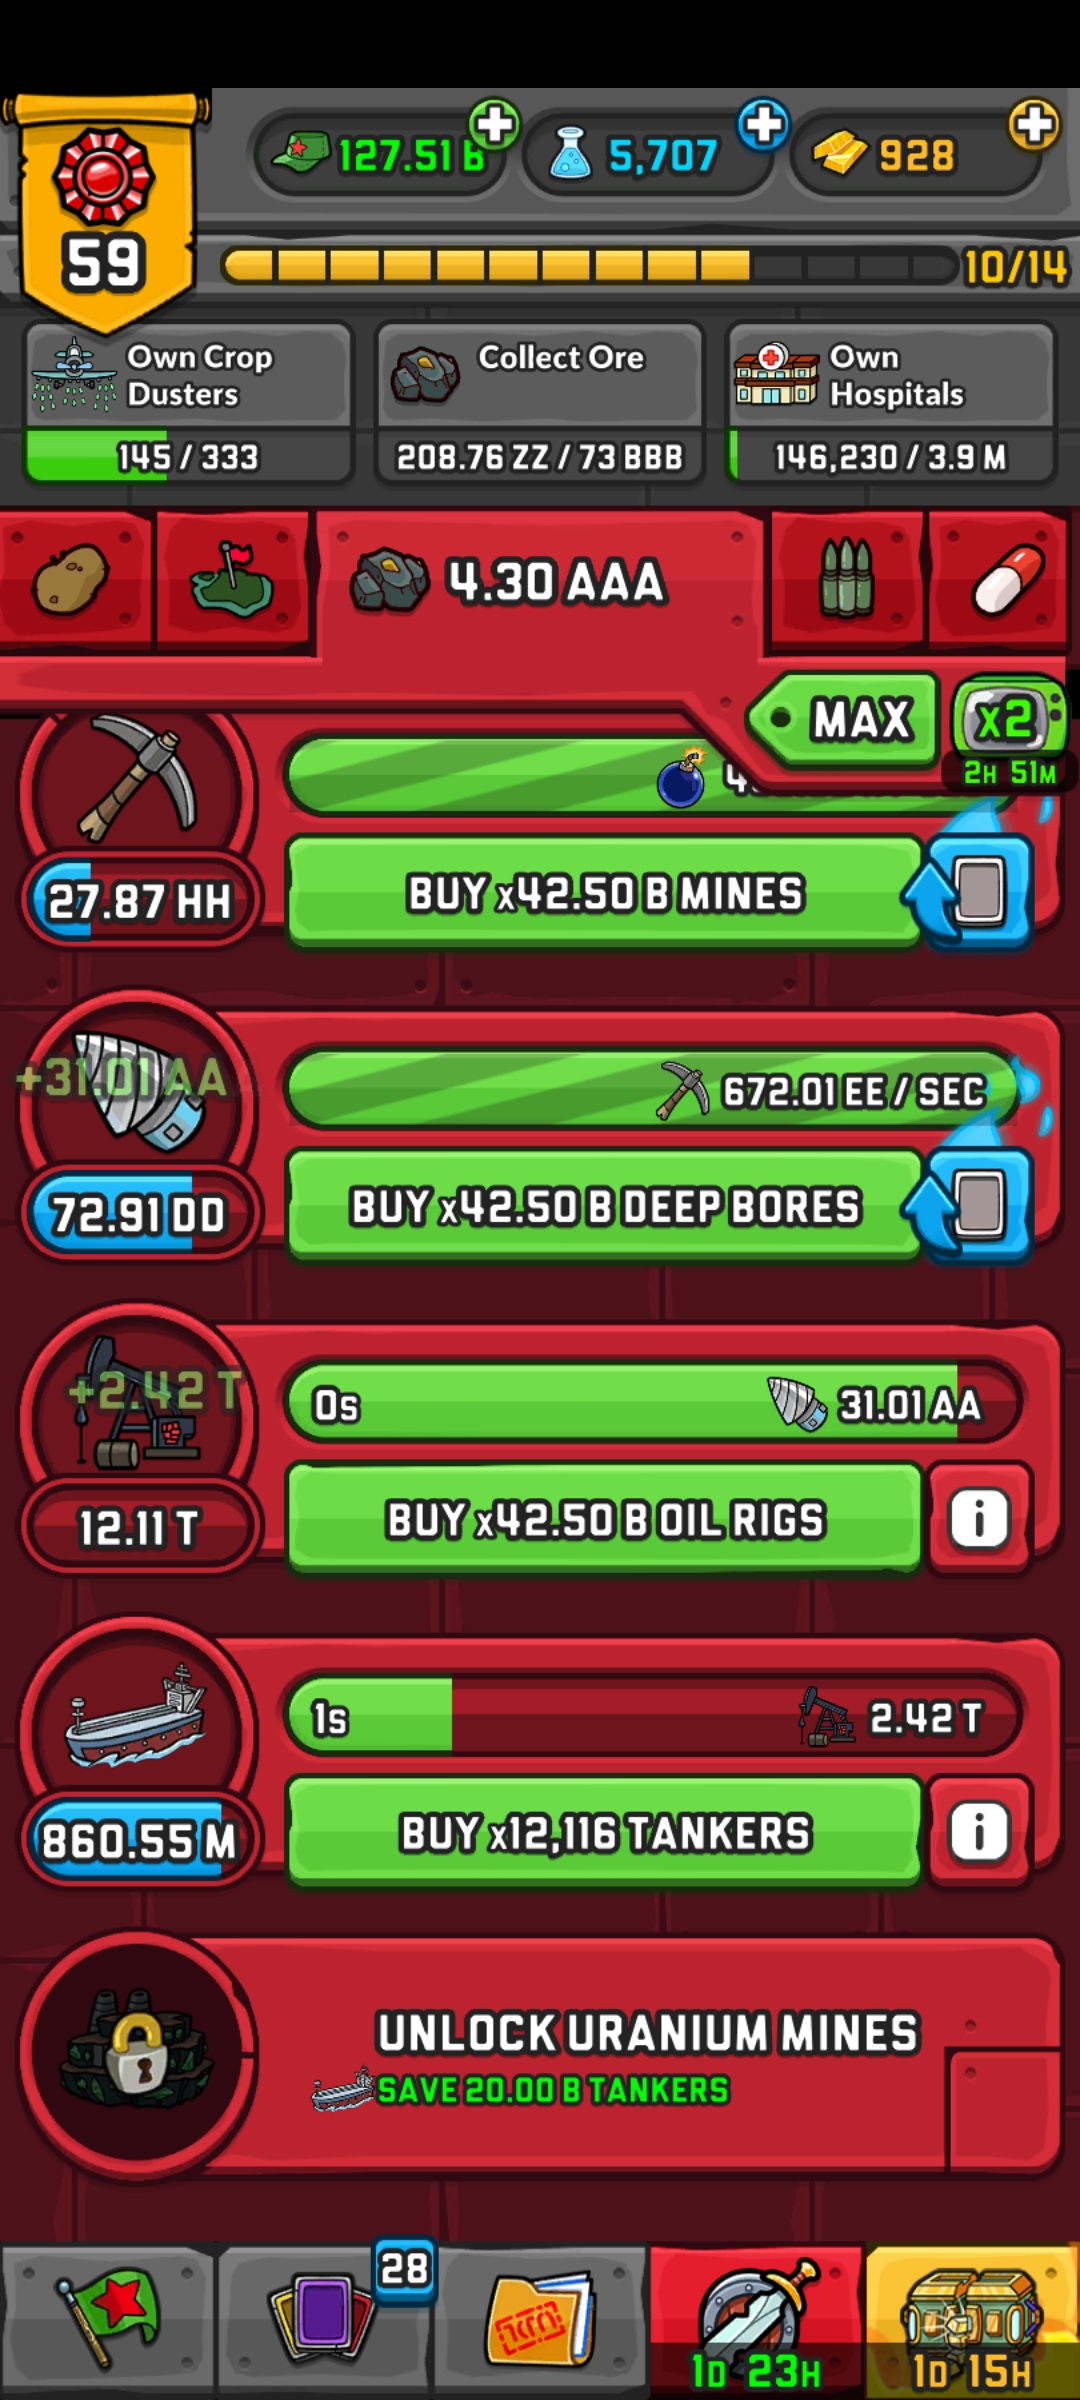 127.51 B
5,707
928
59
10/14
Own Crop
Dusters
145 / 333
Collect Ore
208.76 ZZ / 73 BBB
Own
Hospitals
146,230 / 3.9 M
4.30 AAA
MAX
x2
2H 51M
27.87 HH
BUY x42.50 B MINES
+31.01 AA
672.01 EE / SEC
72.91 DD
BUY x42.50 B DEEP BORES
+2.42 T
0s
31.01 AA
12.11 T
BUY x42.50 B OIL RIGS
i
1s
2.42 T
860.55 M
BUY x12,116 TANKERS
i
UNLOCK URANIUM MINES
SAVE 20.00 B TANKERS
28
1D 23H
1D 15H